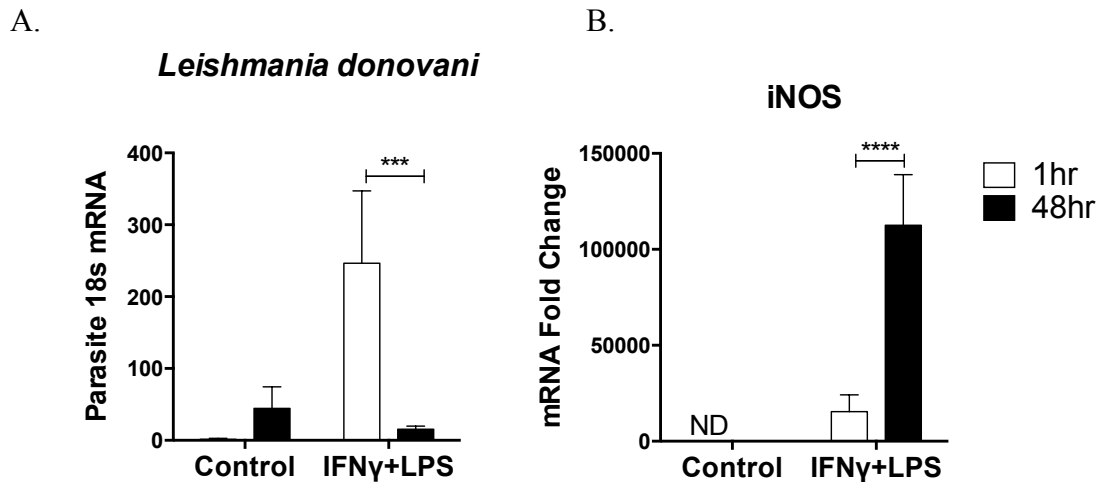 A.
B.
Leishmania donovani
iNOS
Parasite 18s mRNA
400
300
200
100
0
***
Control
IFNγ+LPS
mRNA Fold Change
150000
100000
50000
0
ND
****
Control
IFNγ+LPS
1hr
48hr